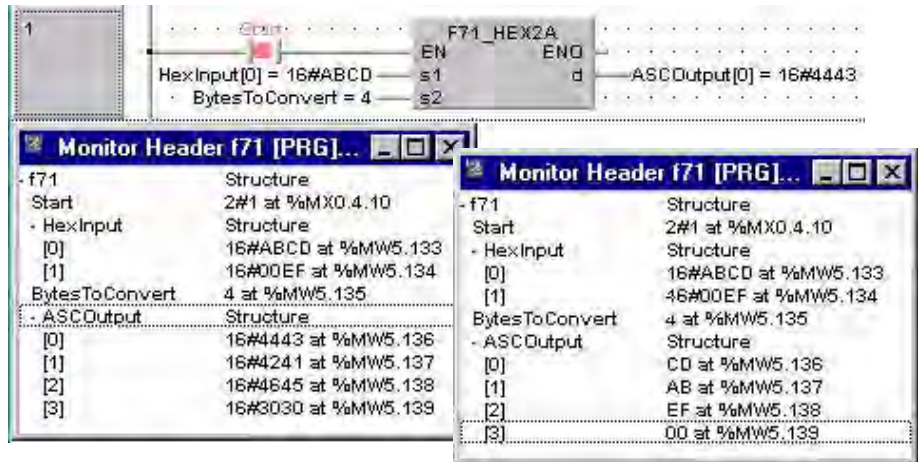 1
Start
F71_HEX2A
EN ENO
HexInput[0] = 16#ABCD s1 d ASCOutput[0] = 16#4443
BytesToConvert = 4 s2
Monitor Header f71 [PRG]...
- f71 Structure
Start 2#1 at %MX0.4.10
- HexInput Structure
[0] 16#ABCD at %MW5.133
[1] 16#00EF at %MW5.134
BytesToConvert 4 at %MW5.135
- ASCOutput Structure
[0] 16#4443 at %MW5.136
[1] 16#4241 at %MW5.137
[2] 16#4645 at %MW5.138
[3] 16#3030 at %MW5.139
Monitor Header f71 [PRG]...
- f71 Structure
Start 2#1 at %MX0.4.10
- HexInput Structure
[0] 16#ABCD at %MW5.133
[1] 16#00EF at %MW5.134
BytesToConvert 4 at %MW5.135
- ASCOutput Structure
[0] CD at %MW5.136
[1] AB at %MW5.137
[2] EF at %MW5.138
[3] 00 at %MW5.139